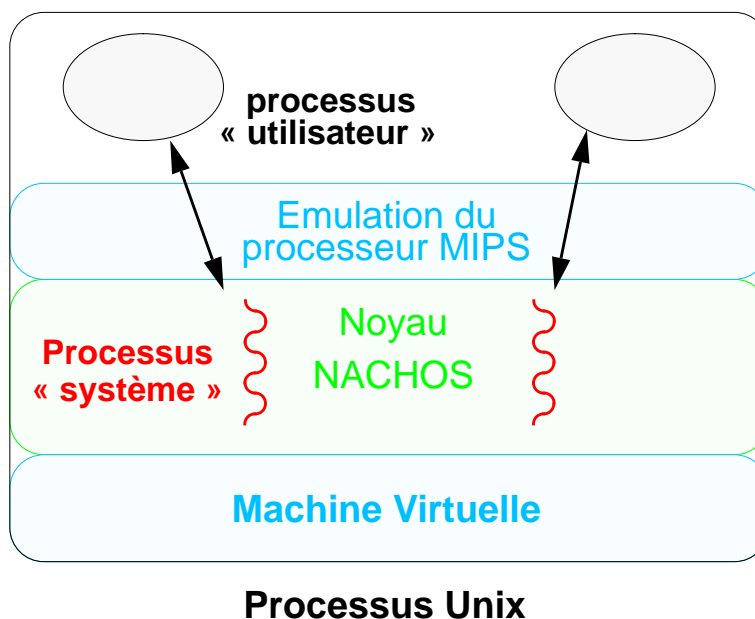 processus
« utilisateur »
Emulation du
processeur MIPS
Noyau
NACHOS
Processus
« système »
Machine Virtuelle
Processus Unix